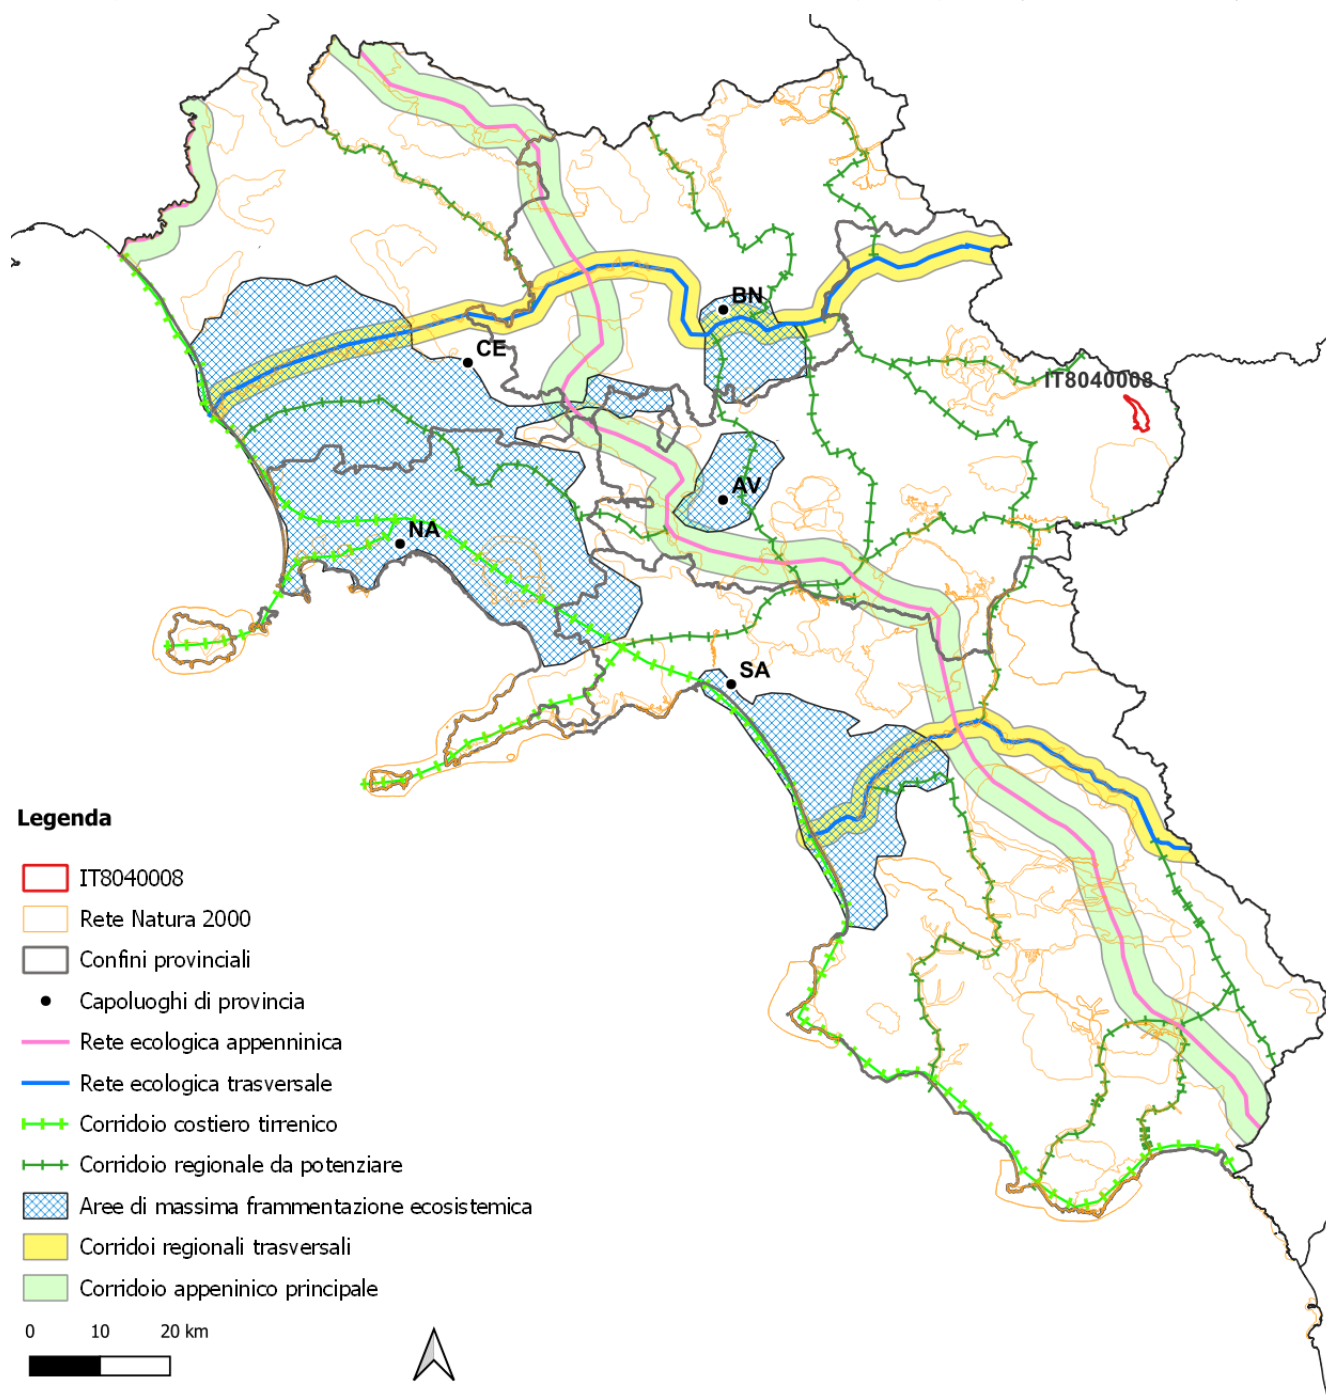 BN
CE
IT8040008
AV
NA
SA
Legenda
IT8040008
Rete Natura 2000
Confini provinciali
Capoluoghi di provincia
Rete ecologica appenninica
Rete ecologica trasversale
Corridoio costiero tirrenico
Corridoio regionale da potenziare
Aree di massima frammentazione ecosistemica
Corridoi regionali trasversali
Corridoio appeninico principale
0 10 20 km